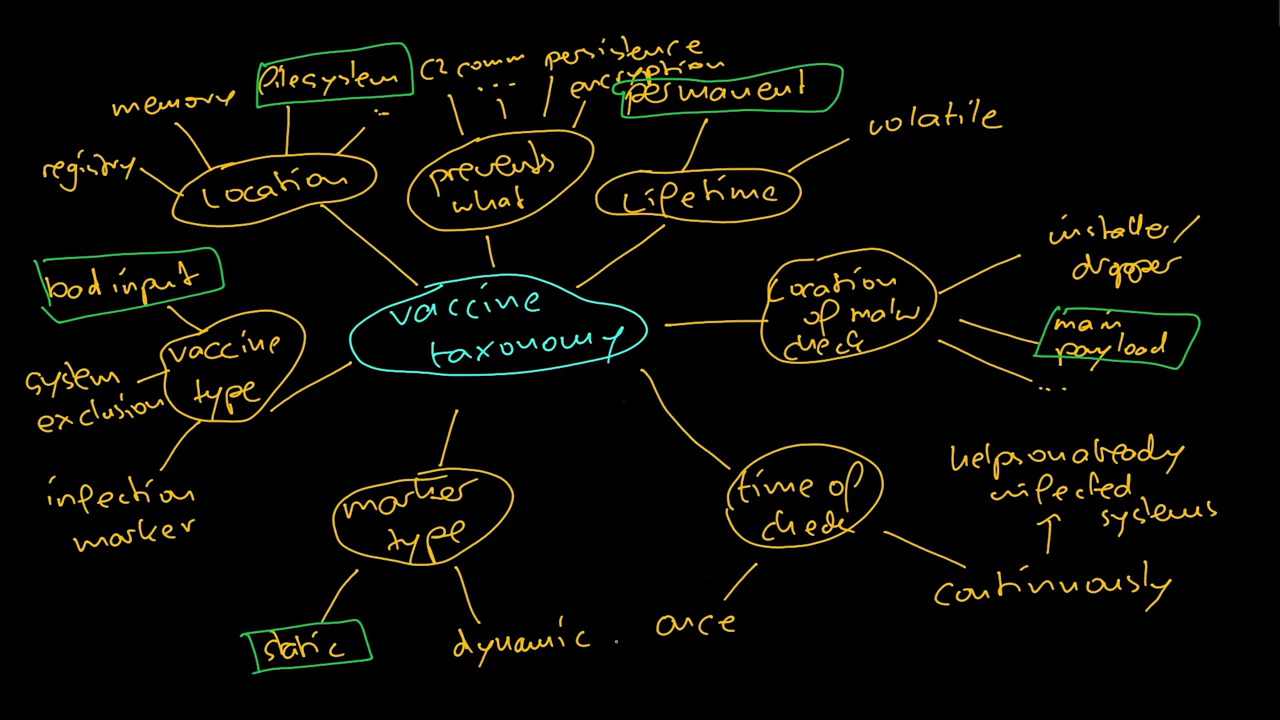 memory
filesystem
...
registry
Location
C2 comm
...
persistence
encryption
prevents
what
permanent
volatile
Lifetime
vaccine
taxonomy
Location
of malw
check
installer/
dropper
main
payload
...
bad input
system
exclusion
infection
marker
vaccine
type
marker
type
static
dynamic
time of
check
once
continuously
helps on already
infected
systems